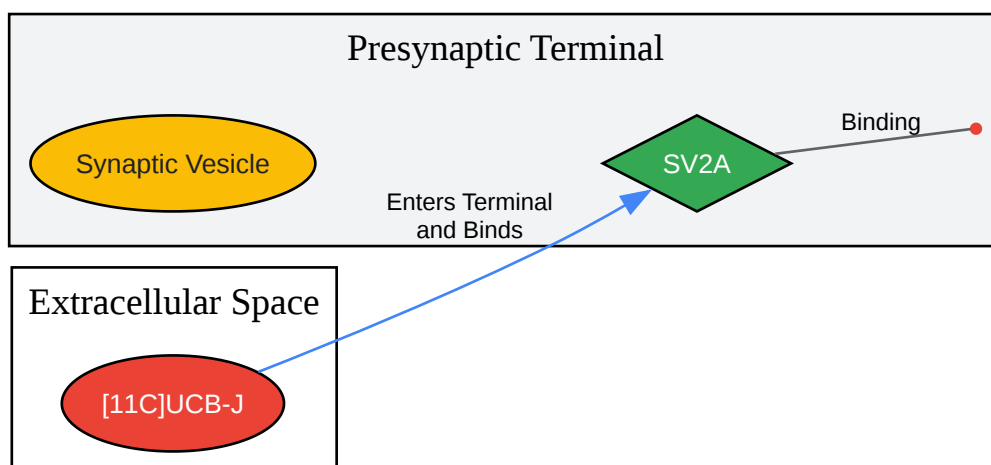 Presynaptic Terminal
Binding
Synaptic Vesicle
SV2A
Enters Terminal
and Binds
Extracellular Space
[11C]UCB-J